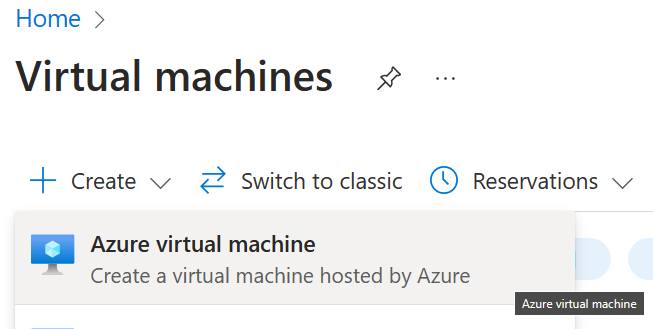 Home
Virtual machines
Create Switch to classic Reservations
Azure virtual machine
Create a virtual machine hosted by Azure
Azure virtual machine